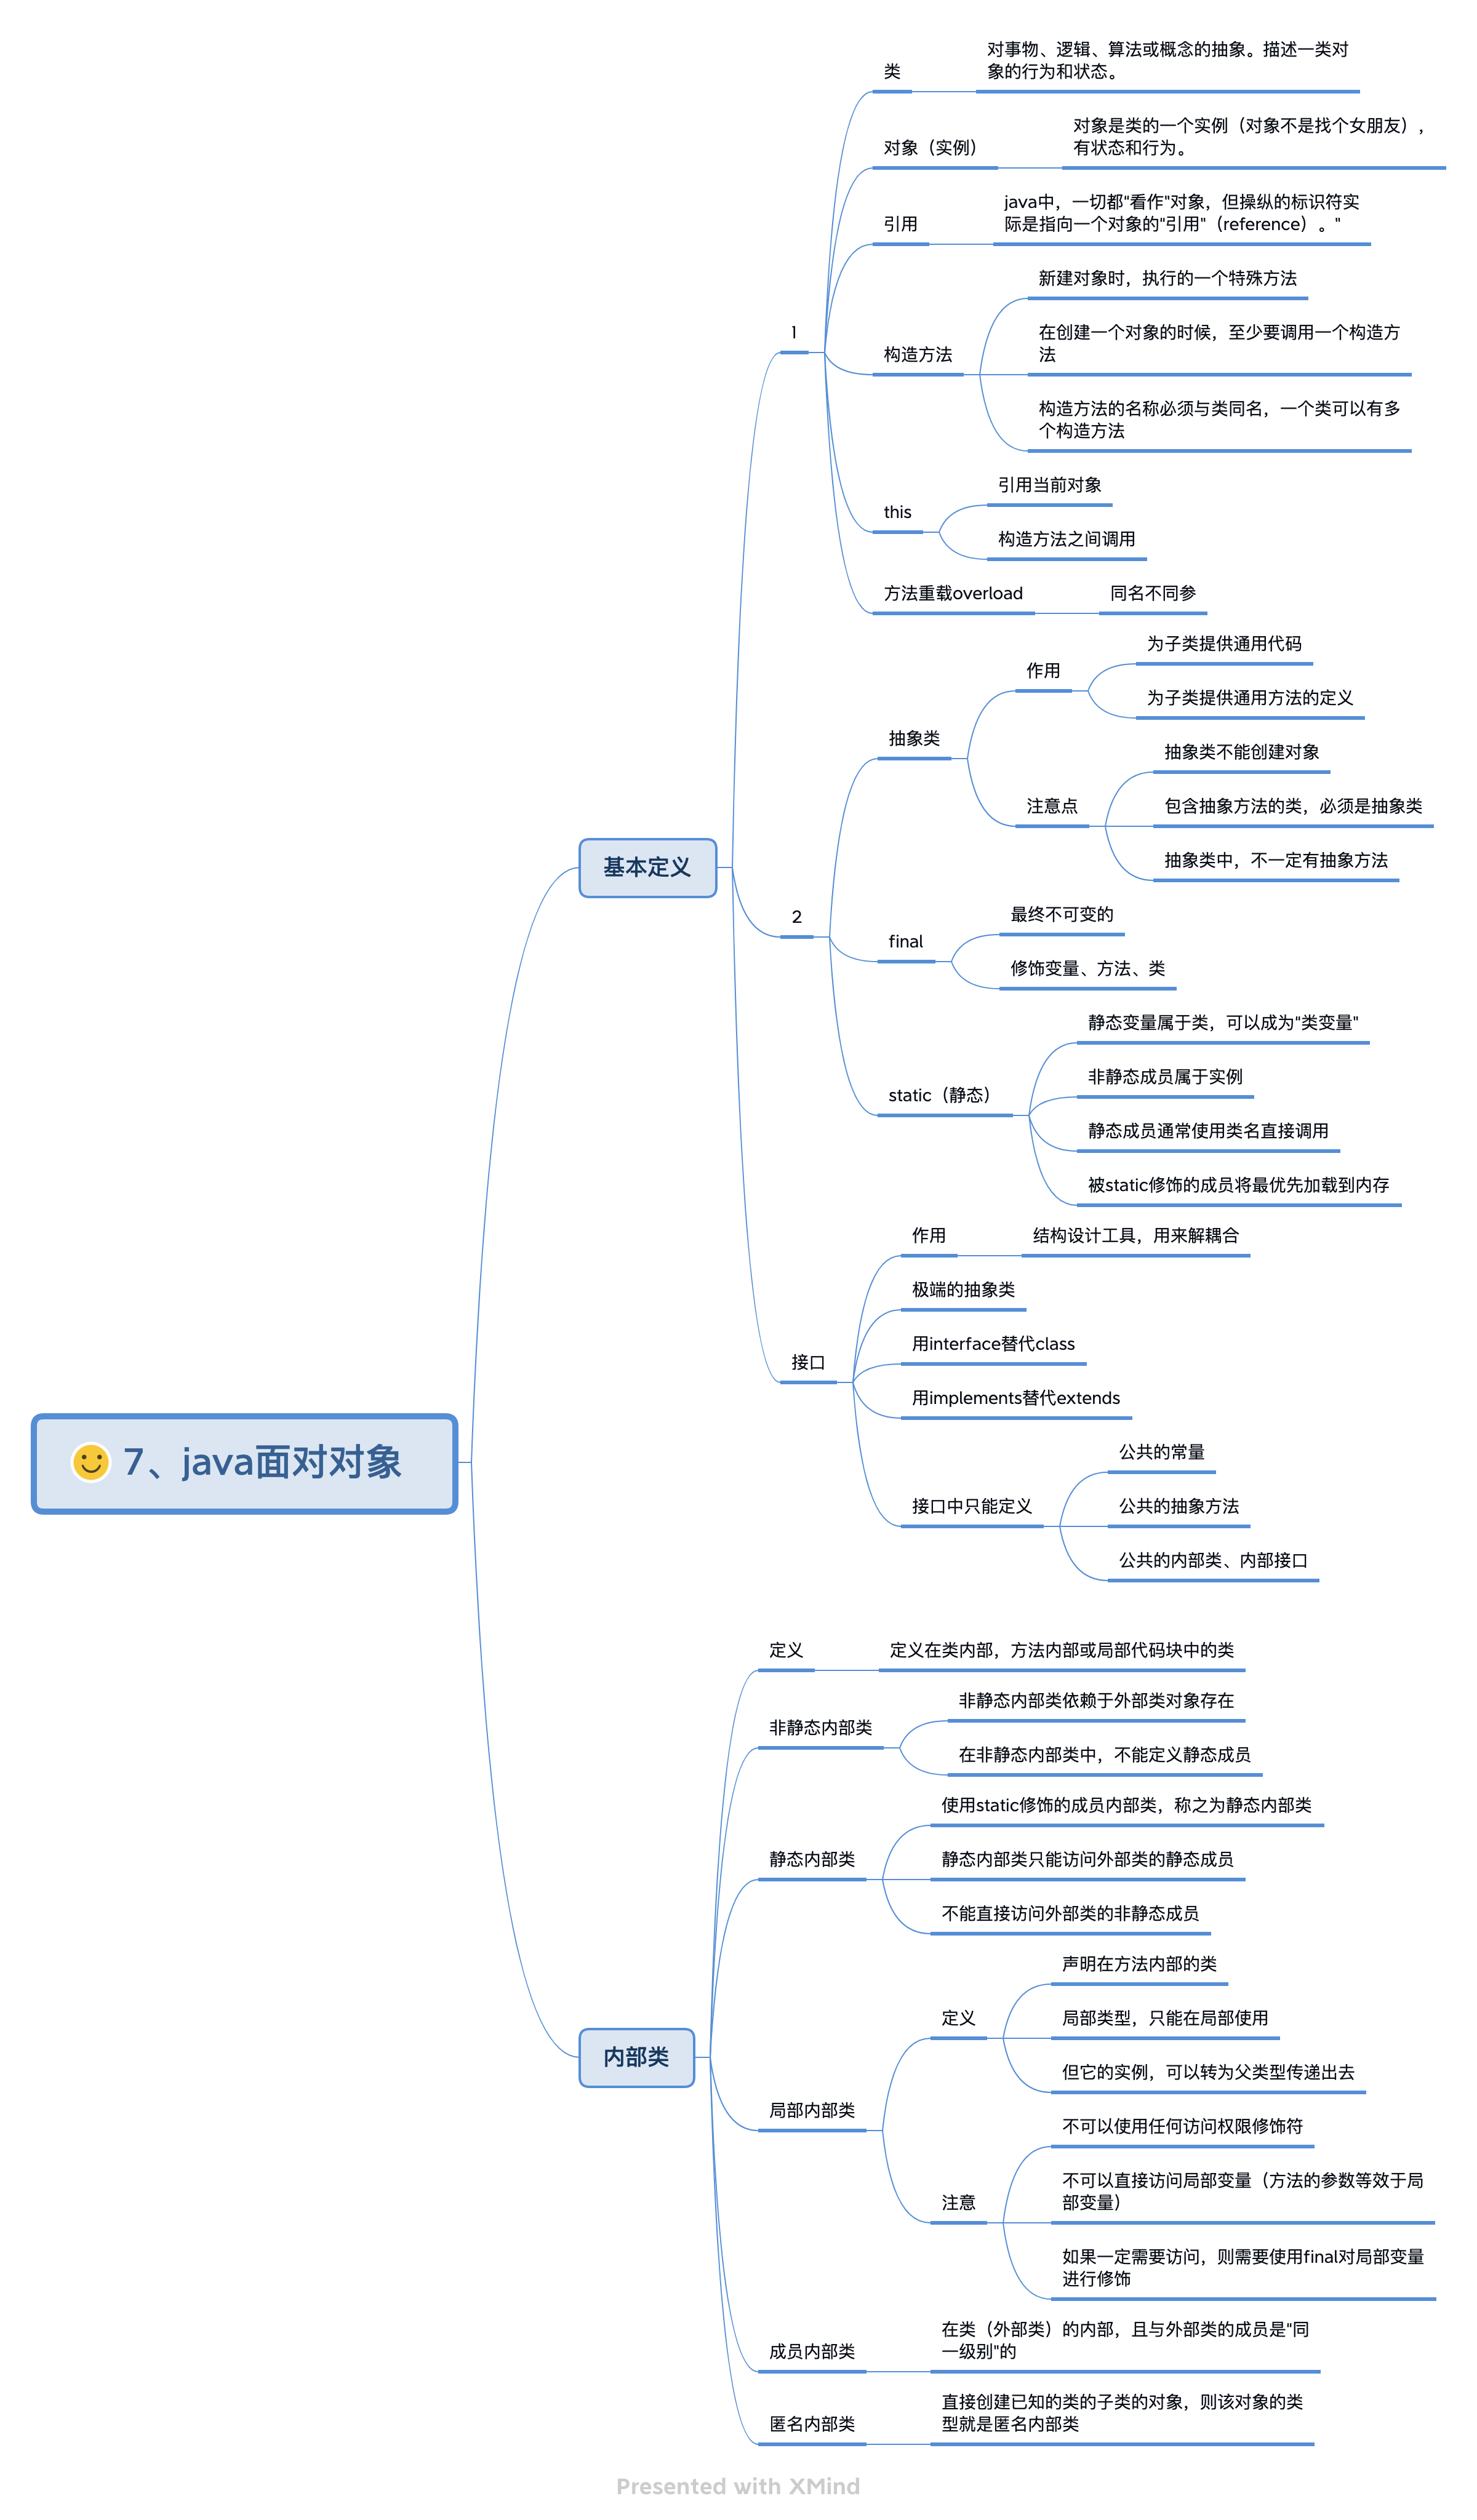 类
对事物、逻辑、算法或概念的抽象。描述一类对
象的行为和状态。
对象（实例）
对象是类的一个实例（对象不是找个女朋友），
有状态和行为。
引用
java中，一切都"看作"对象，但操纵的标识符实
际是指向一个对象的"引用"（reference）。"
1
构造方法
新建对象时，执行的一个特殊方法
在创建一个对象的时候，至少要调用一个构造方
法
构造方法的名称必须与类同名，一个类可以有多
个构造方法
this
引用当前对象
构造方法之间调用
方法重载overload
同名不同参
基本定义
2
抽象类
作用
为子类提供通用代码
为子类提供通用方法的定义
注意点
抽象类不能创建对象
包含抽象方法的类，必须是抽象类
抽象类中，不一定有抽象方法
final
最终不可变的
修饰变量、方法、类
static（静态）
静态变量属于类，可以成为"类变量"
非静态成员属于实例
静态成员通常使用类名直接调用
被static修饰的成员将最优先加载到内存
接口
作用
结构设计工具，用来解耦合
极端的抽象类
用interface替代class
用implements替代extends
接口中只能定义
公共的常量
公共的抽象方法
公共的内部类、内部接口
7、java面对对象
内部类
定义
定义在类内部，方法内部或局部代码块中的类
非静态内部类
非静态内部类依赖于外部类对象存在
在非静态内部类中，不能定义静态成员
静态内部类
使用static修饰的成员内部类，称之为静态内部类
静态内部类只能访问外部类的静态成员
不能直接访问外部类的非静态成员
局部内部类
定义
声明在方法内部的类
局部类型，只能在局部使用
但它的实例，可以转为父类型传递出去
注意
不可以使用任何访问权限修饰符
不可以直接访问局部变量（方法的参数等效于局
部变量）
如果一定需要访问，则需要使用final对局部变量
进行修饰
成员内部类
在类（外部类）的内部，且与外部类的成员是"同
一级别"的
匿名内部类
直接创建已知的类的子类的对象，则该对象的类
型就是匿名内部类
Presented with XMind